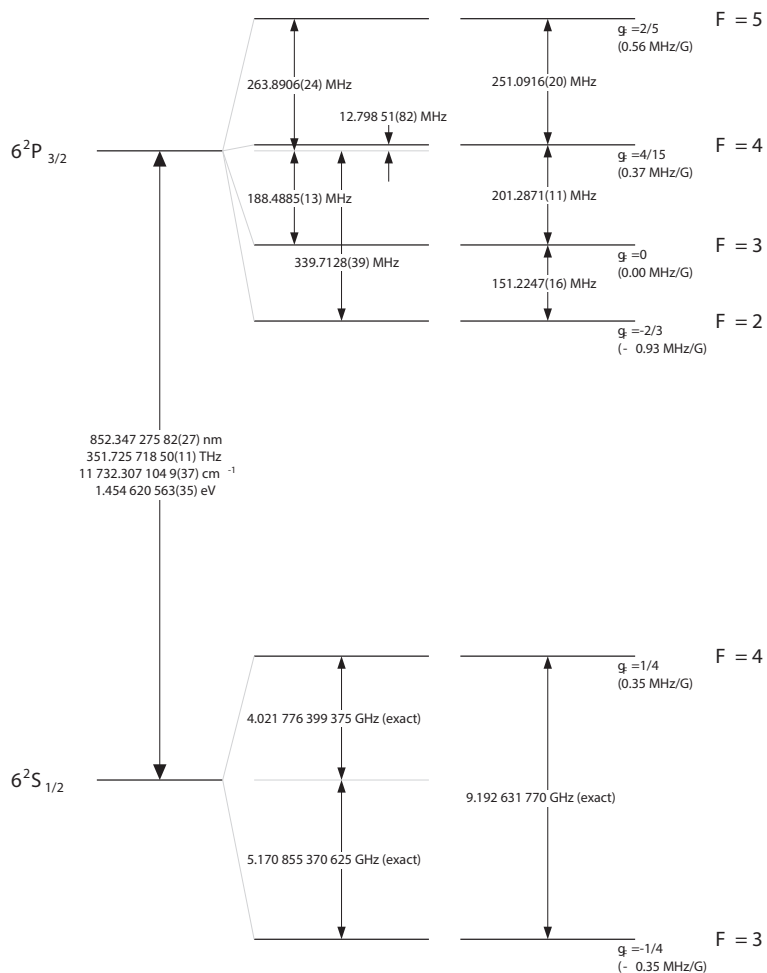 F = 5
g_F =2/5
(0.56 MHz/G)
263.8906(24) MHz
251.0916(20) MHz
12.798 51(82) MHz
6²P 3/2
F = 4
g_F =4/15
(0.37 MHz/G)
188.4885(13) MHz
201.2871(11) MHz
F = 3
g_F =0
(0.00 MHz/G)
339.7128(39) MHz
151.2247(16) MHz
F = 2
g_F =-2/3
(- 0.93 MHz/G)
852.347 275 82(27) nm
351.725 718 50(11) THz
11 732.307 104 9(37) cm -1
1.454 620 563(35) eV
F = 4
g_F =1/4
(0.35 MHz/G)
4.021 776 399 375 GHz (exact)
6²S 1/2
9.192 631 770 GHz (exact)
5.170 855 370 625 GHz (exact)
F = 3
g_F =-1/4
(- 0.35 MHz/G)